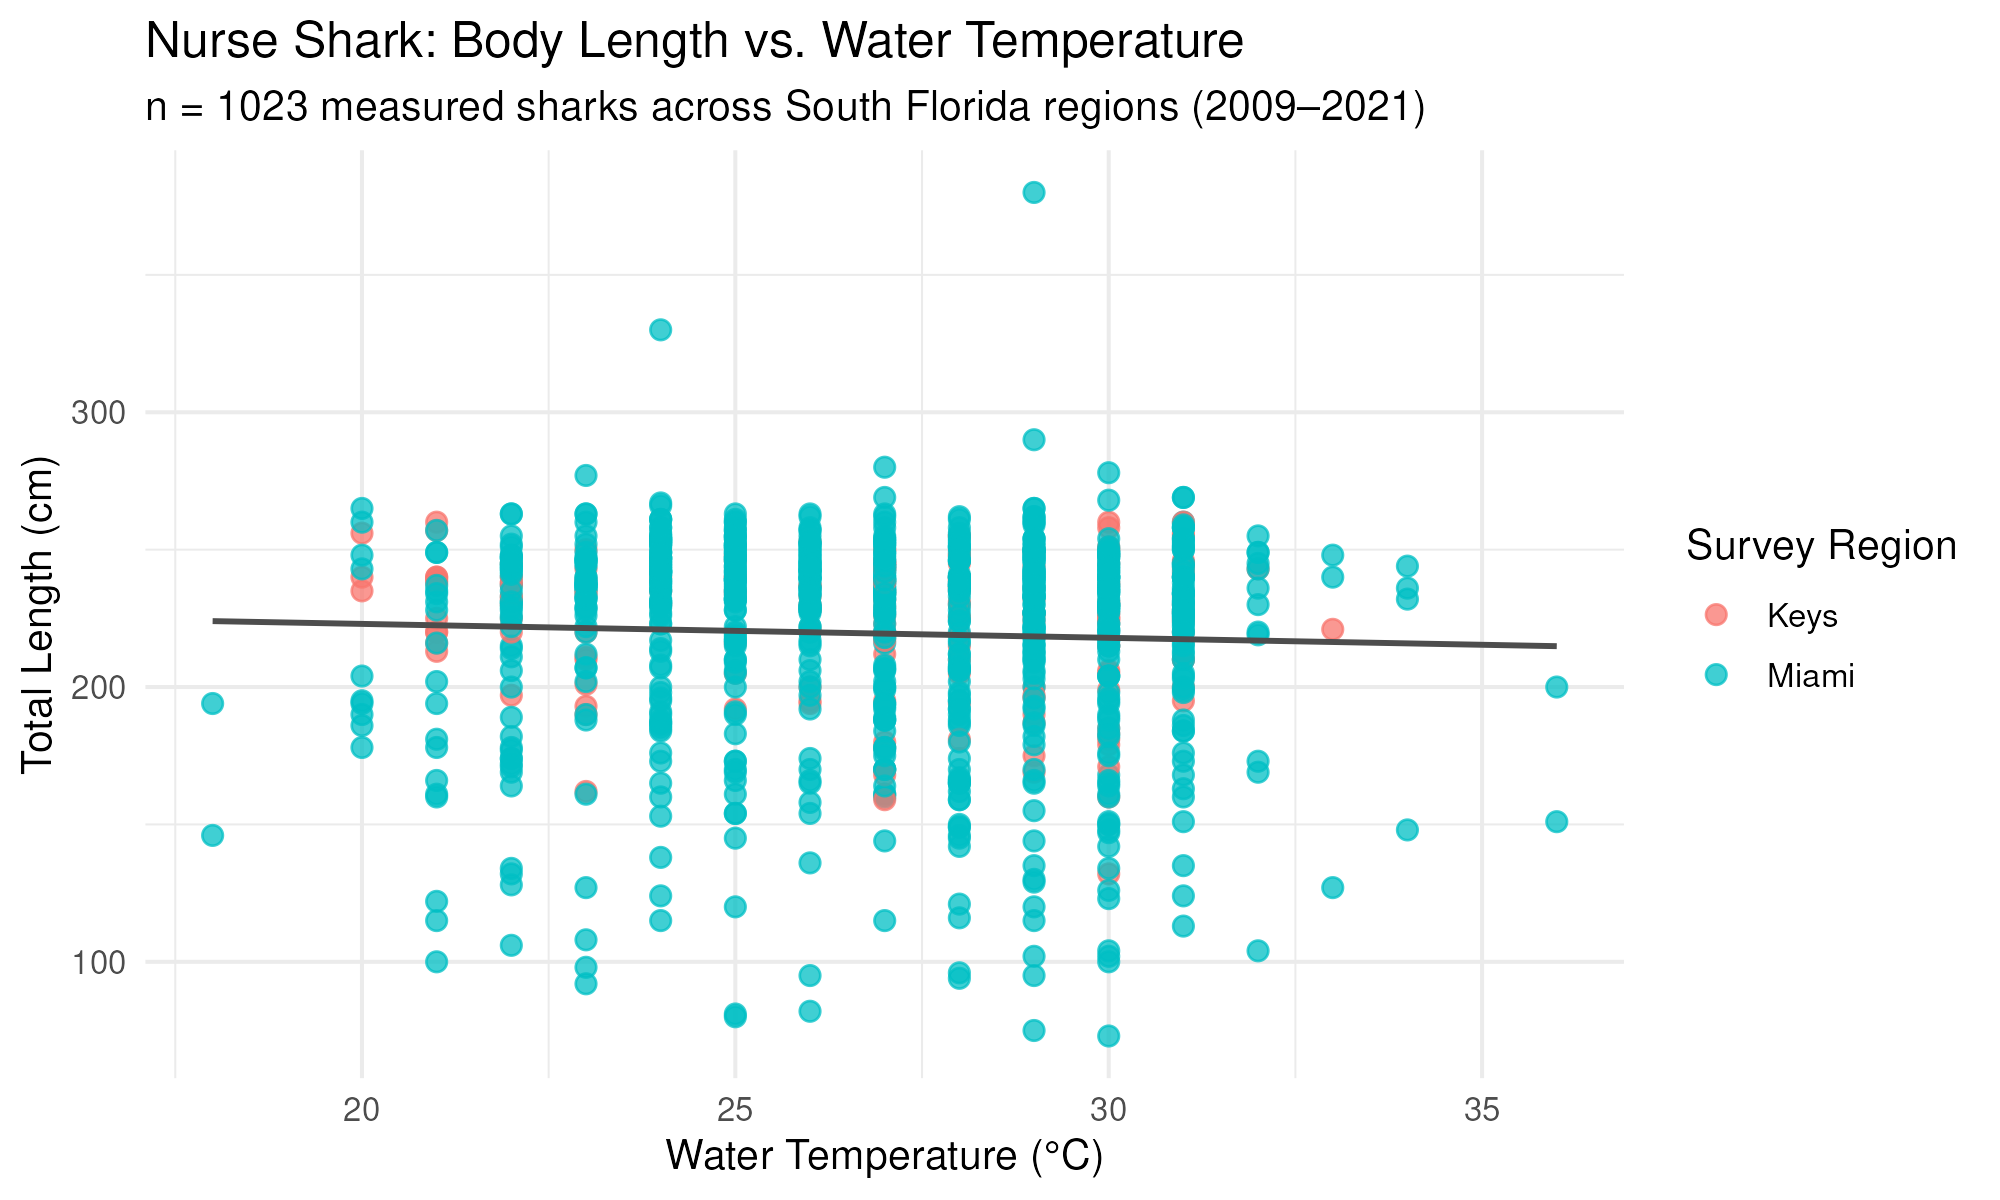 Nurse Shark: Body Length vs. Water Temperature
n = 1023 measured sharks across South Florida regions (2009–2021)
Total Length (cm)
300
200
100
20
25
30
35
Water Temperature (°C)
Survey Region
Keys
Miami